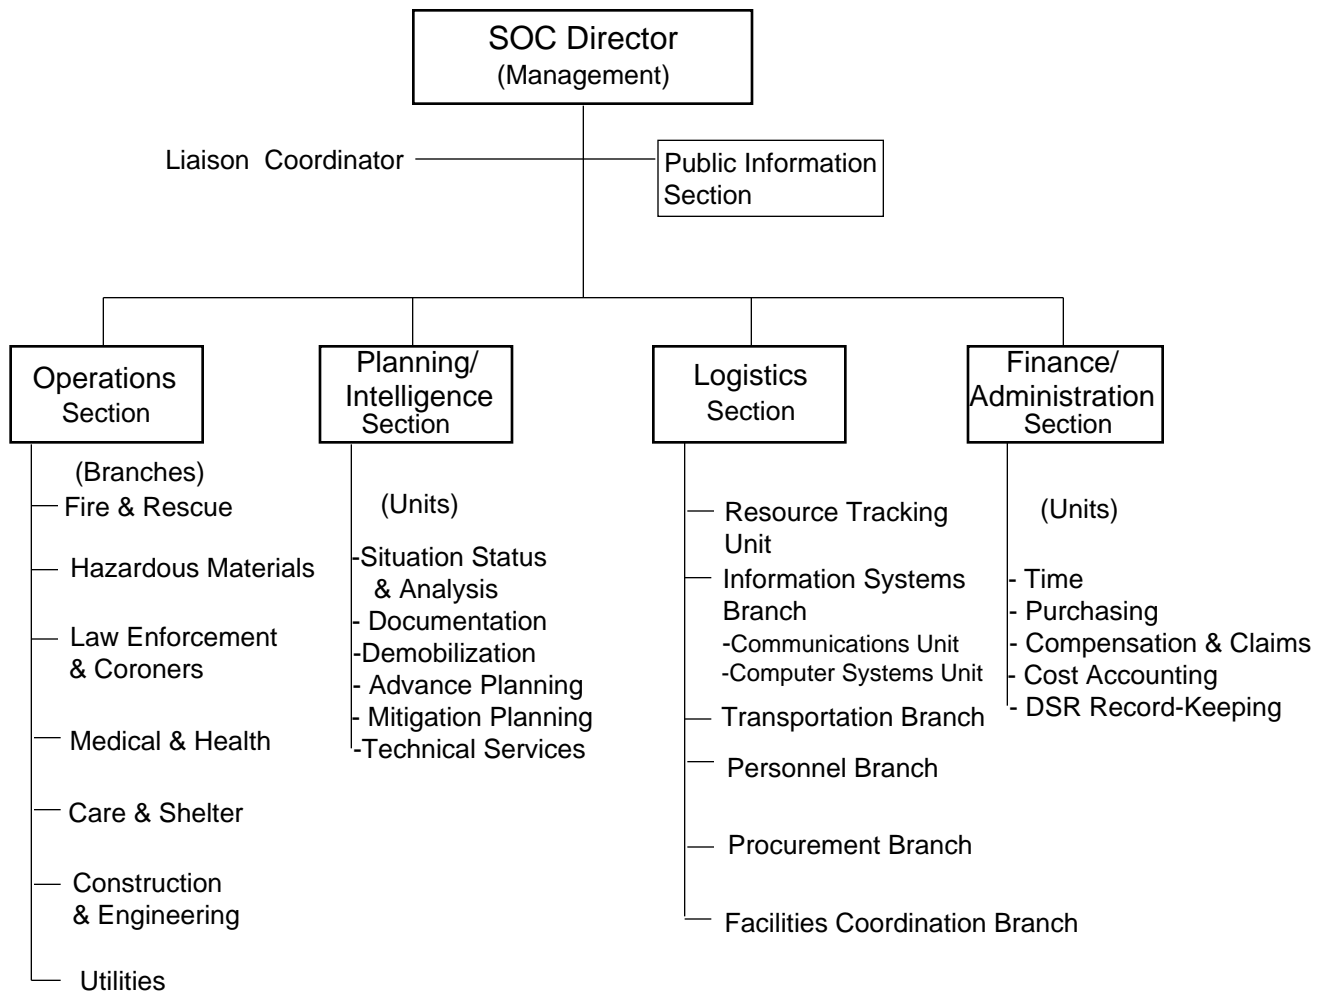 SOC Director
(Management)
Liaison Coordinator
Public Information
Section
Operations
Section
(Branches)
Fire & Rescue
Hazardous Materials
Law Enforcement
& Coroners
Medical & Health
Care & Shelter
Construction
& Engineering
Utilities
Planning/
Intelligence
Section
(Units)
-Situation Status
& Analysis
- Documentation
-Demobilization
- Advance Planning
- Mitigation Planning
-Technical Services
Logistics
Section
Resource Tracking
Unit
Information Systems
Branch
-Communications Unit
-Computer Systems Unit
Transportation Branch
Personnel Branch
Procurement Branch
Facilities Coordination Branch
Finance/
Administration
Section
(Units)
- Time
- Purchasing
- Compensation & Claims
- Cost Accounting
- DSR Record-Keeping